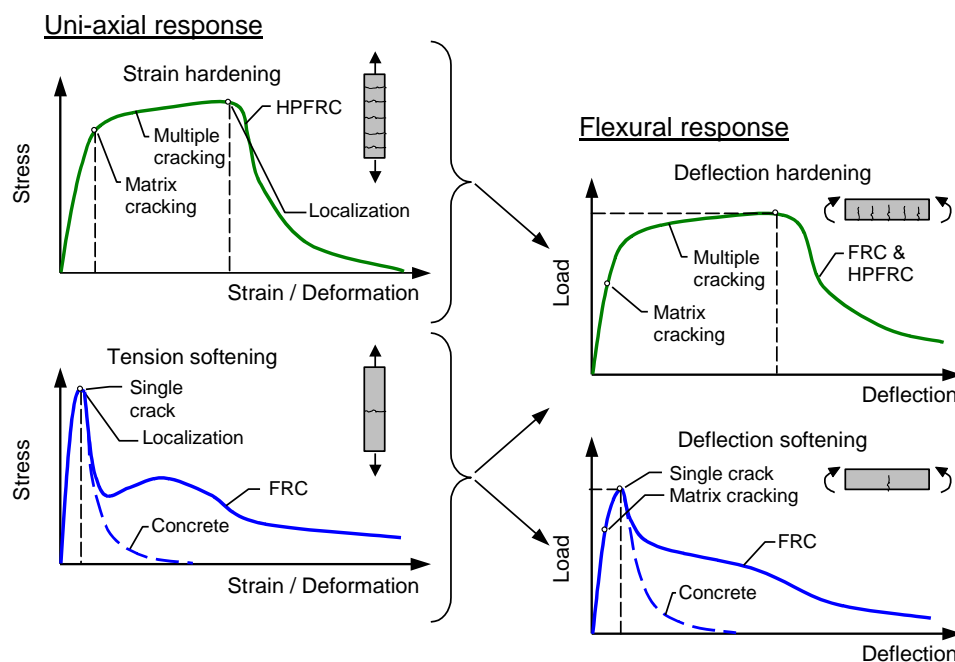 Uni-axial response
Strain hardening
HPFRC
Multiple
cracking
Matrix
cracking
Localization
Stress
Strain / Deformation
Tension softening
Single
crack
Localization
FRC
Concrete
Stress
Strain / Deformation
Flexural response
Deflection hardening
Multiple
cracking
FRC &
HPFRC
Matrix
cracking
Load
Deflection
Deflection softening
Single crack
Matrix cracking
FRC
Concrete
Load
Deflection